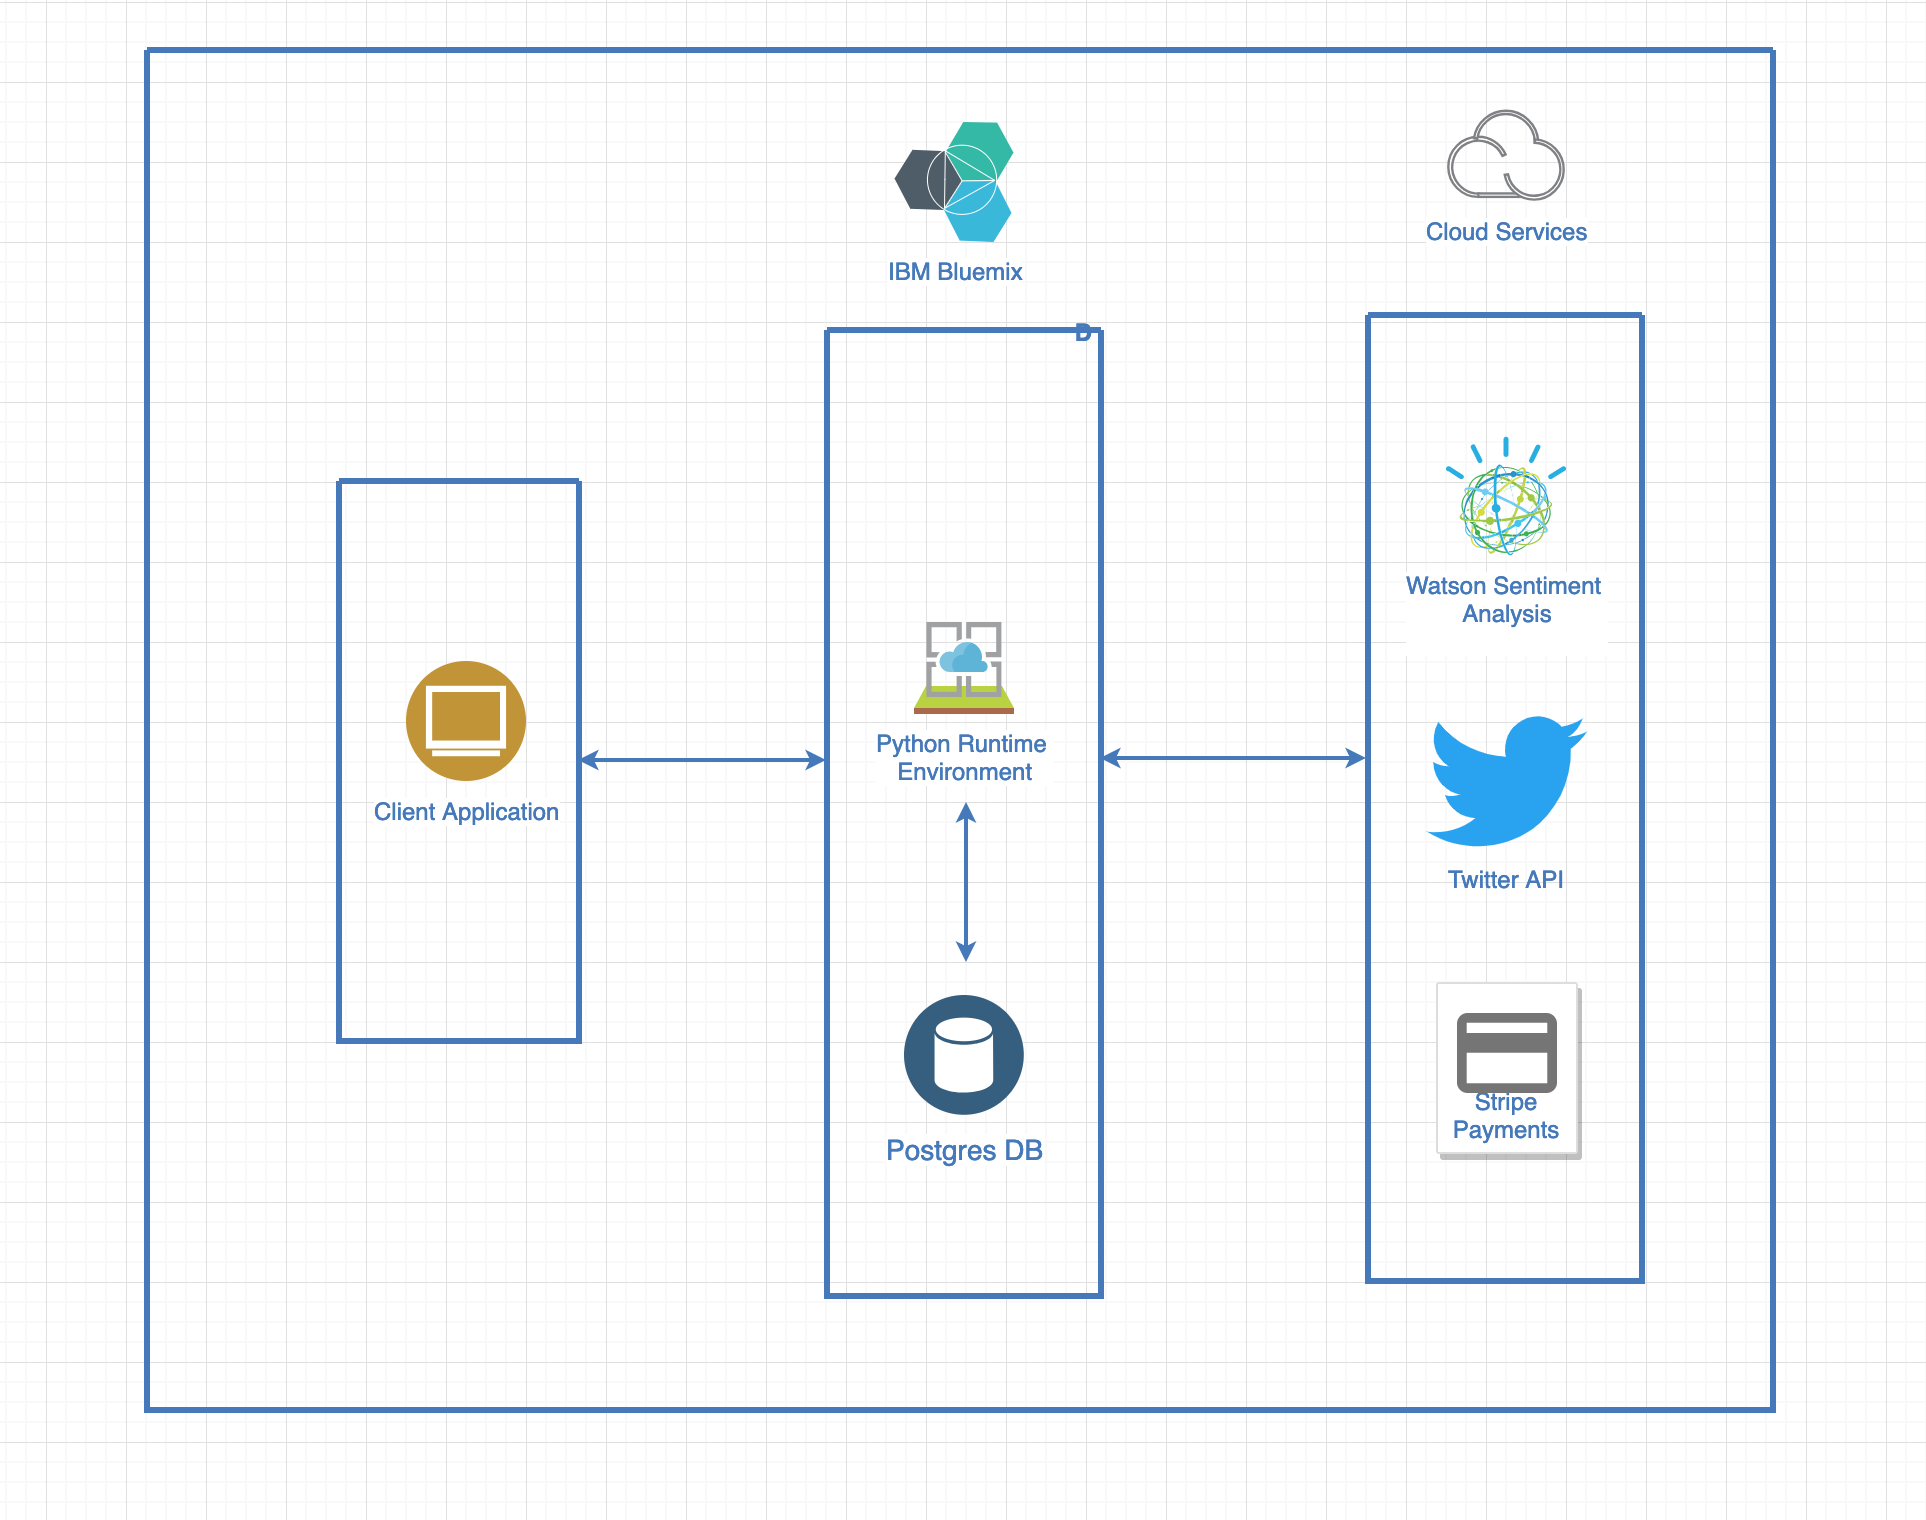 IBM Bluemix
Cloud Services
D
Client Application
Python Runtime
Environment
Postgres DB
Watson Sentiment
Analysis
Twitter API
Stripe
Payments